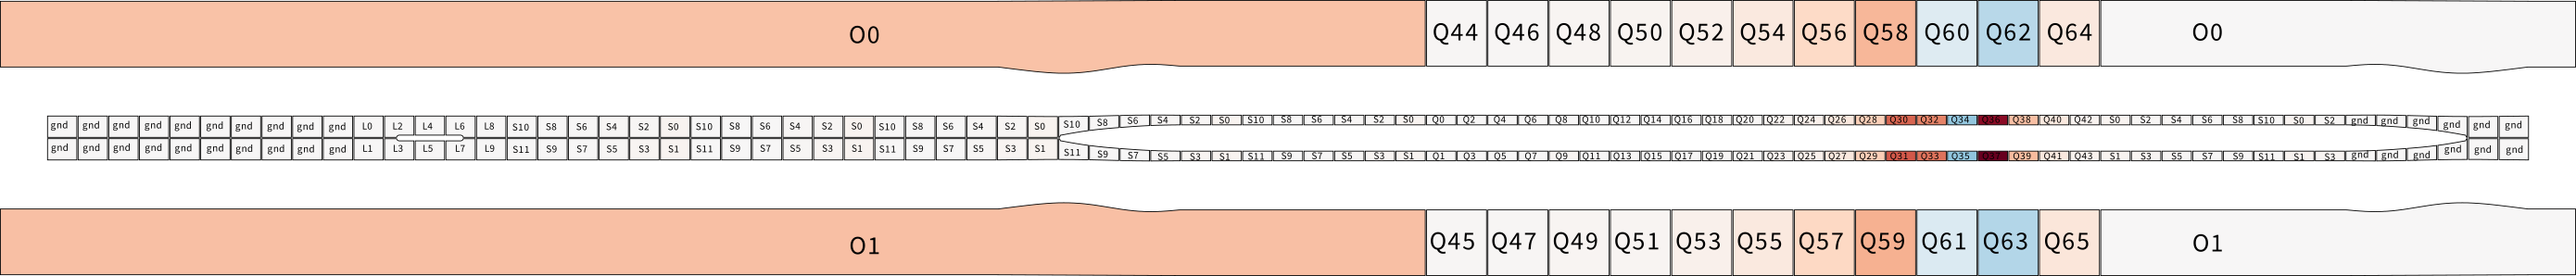 O0 Q44 Q46 Q48 Q50 Q52 Q54 Q56 Q58 Q60 Q62 Q64 O0
gnd gnd gnd gnd gnd gnd gnd gnd gnd gnd L0 L2 L4 L6 L8 S10 S8 S6 S4 S2 S0 S10 S8 S6 S4 S2 S0 S10 S8 S6 S4 S2 S0 S10 S8 S6 S4 S2 S0 S10 S8 S6 S4 S2 S0 Q0 Q2 Q4 Q6 Q8 Q10 Q12 Q14 Q16 Q18 Q20 Q22 Q24 Q26 Q28 Q30 Q32 Q34 Q36 Q38 Q40 Q42 S0 S2 S4 S6 S8 S10 S0 S2 gnd gnd gnd gnd gnd gnd
gnd gnd gnd gnd gnd gnd gnd gnd gnd gnd L1 L3 L5 L7 L9 S11 S9 S7 S5 S3 S1 S11 S9 S7 S5 S3 S1 S11 S9 S7 S5 S3 S1 S11 S9 S7 S5 S3 S1 S11 S9 S7 S5 S3 S1 Q1 Q3 Q5 Q7 Q9 Q11 Q13 Q15 Q17 Q19 Q21 Q23 Q25 Q27 Q29 Q31 Q33 Q35 Q37 Q39 Q41 Q43 S1 S3 S5 S7 S9 S11 S1 S3 gnd gnd gnd gnd gnd gnd
O1 Q45 Q47 Q49 Q51 Q53 Q55 Q57 Q59 Q61 Q63 Q65 O1